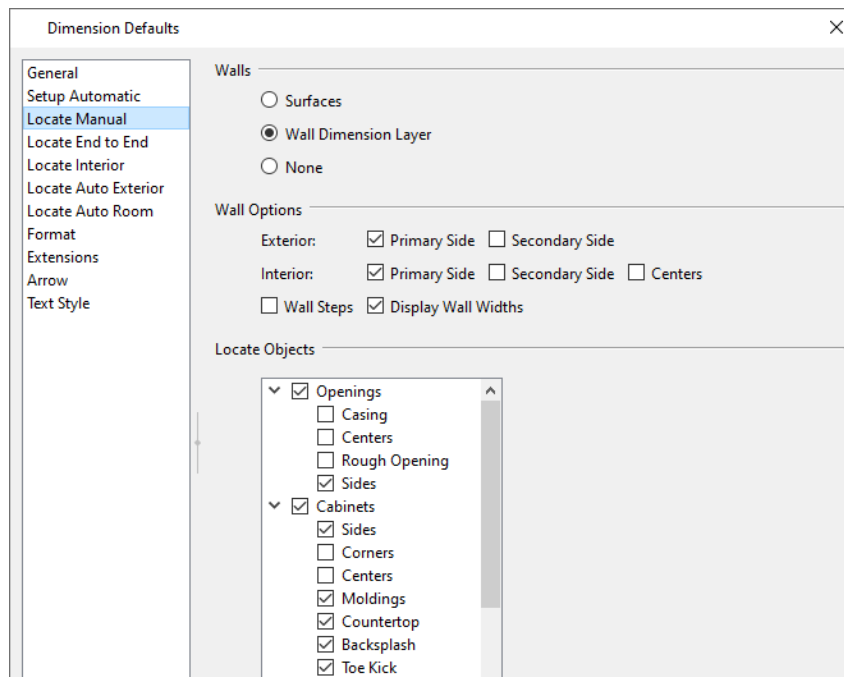 Dimension Defaults
General
Setup Automatic
Locate Manual
Locate End to End
Locate Interior
Locate Auto Exterior
Locate Auto Room
Format
Extensions
Arrow
Text Style
Walls
Surfaces
Wall Dimension Layer
None
Wall Options
Exterior: Primary Side Secondary Side
Interior: Primary Side Secondary Side Centers
Wall Steps Display Wall Widths
Locate Objects
Openings
Casing
Centers
Rough Opening
Sides
Cabinets
Sides
Corners
Centers
Moldings
Countertop
Backsplash
Toe Kick